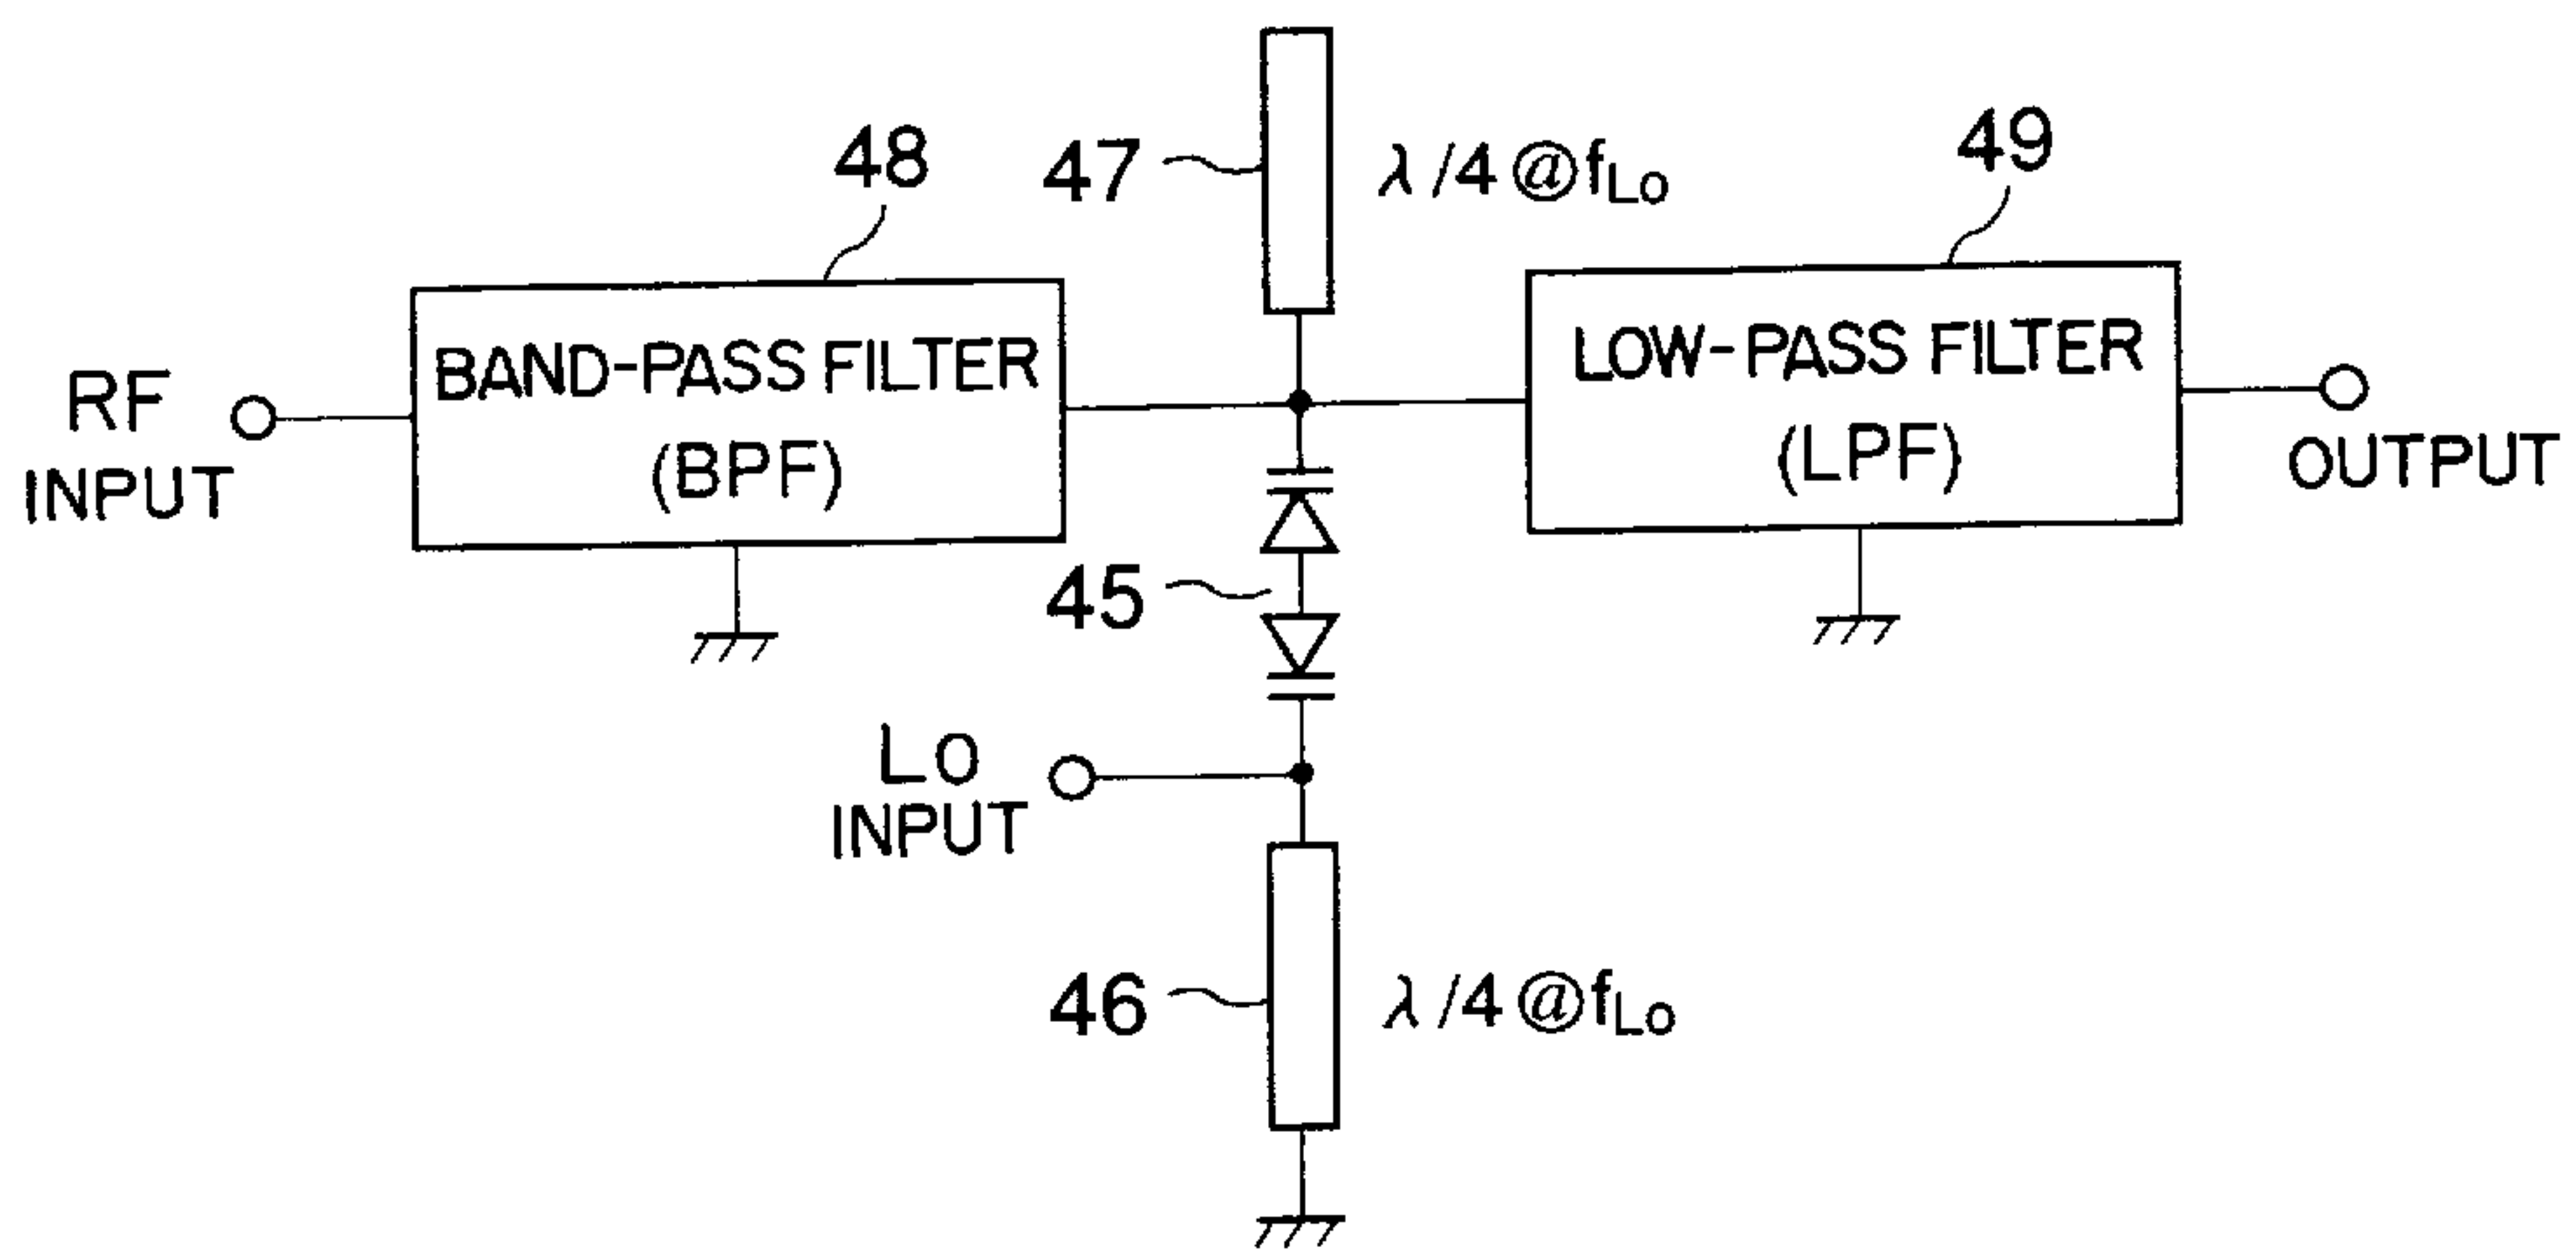 47
λ/4@fLo
48
49
RF
INPUT
BAND-PASS FILTER
(BPF)
LOW-PASS FILTER
(LPF)
OUTPUT
45
Lo
INPUT
46
λ/4@fLo